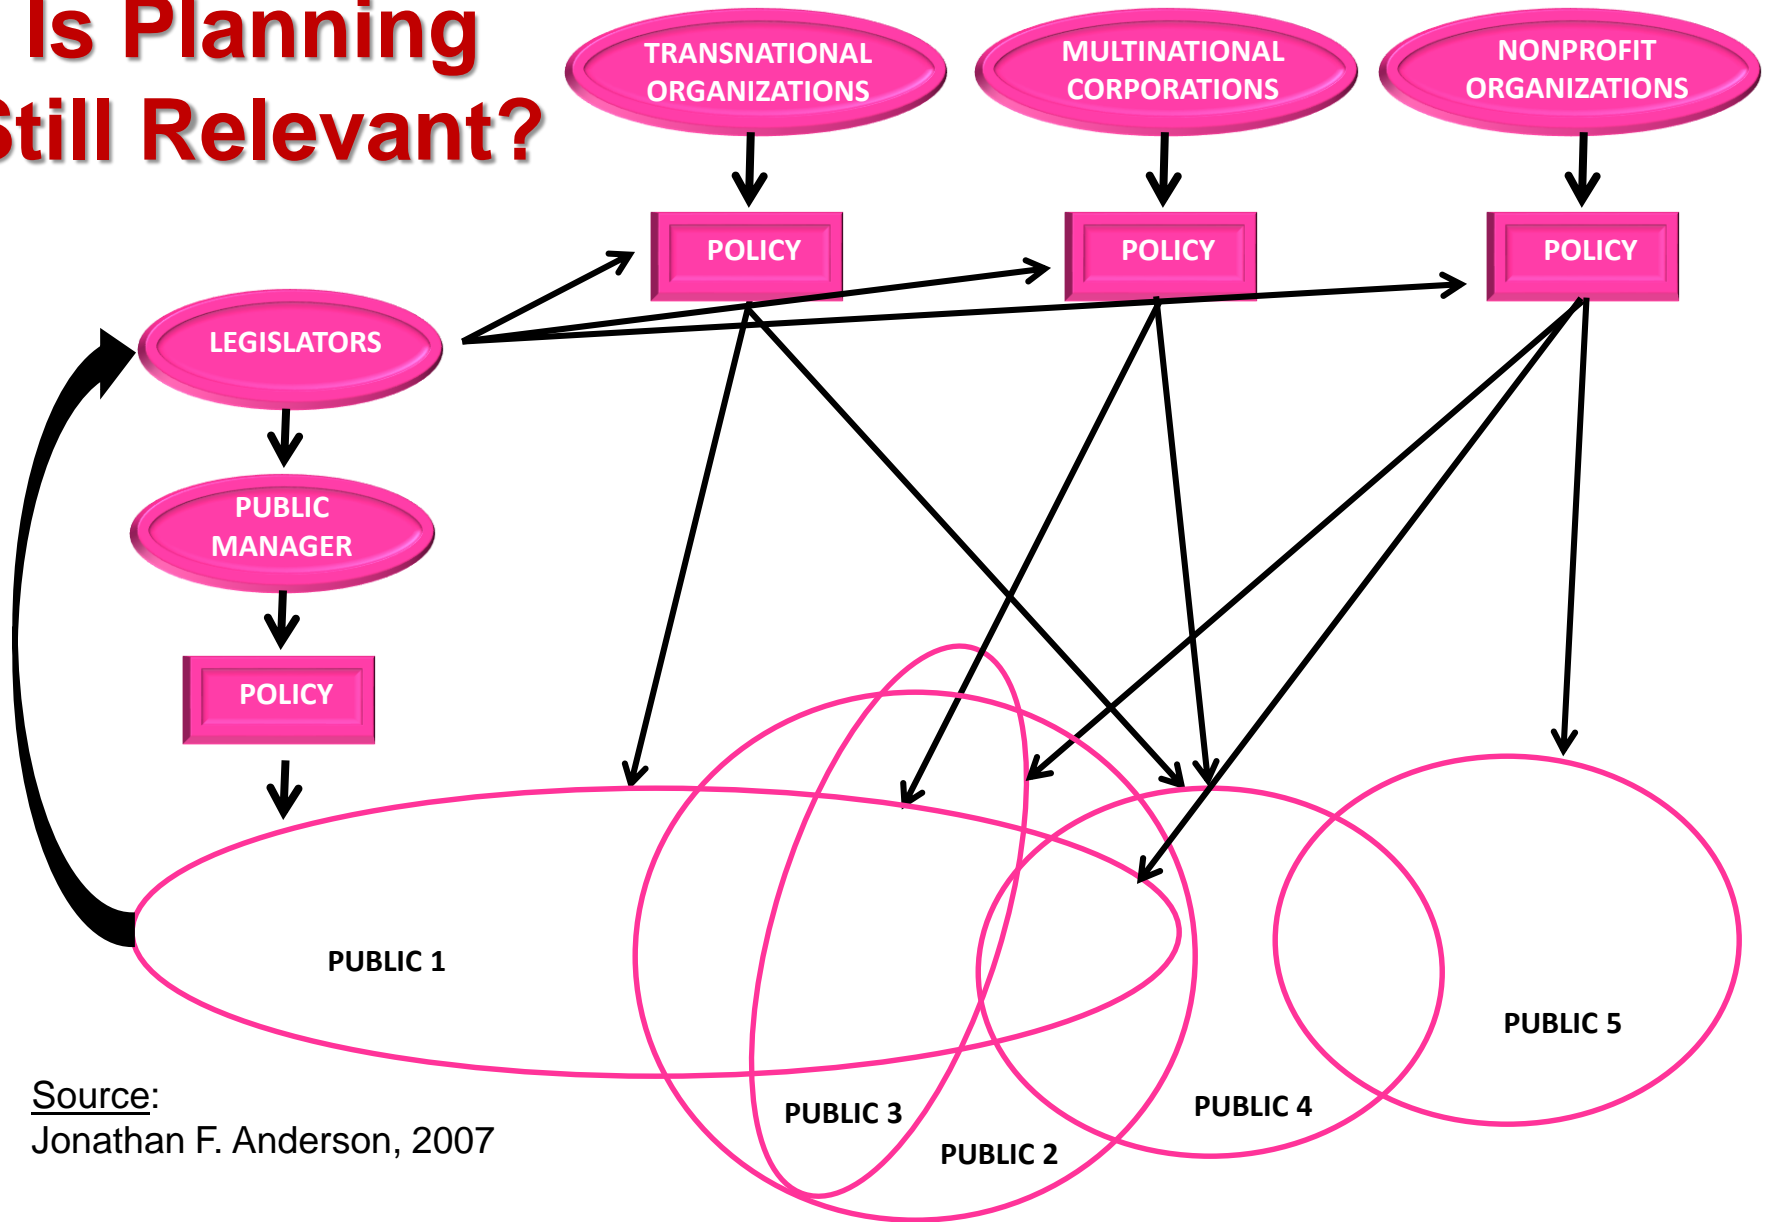 Is Planning
Still Relevant?
TRANSNATIONAL
ORGANIZATIONS
MULTINATIONAL
CORPORATIONS
NONPROFIT
ORGANIZATIONS
POLICY
POLICY
POLICY
LEGISLATORS
PUBLIC
MANAGER
POLICY
PUBLIC 1
PUBLIC 5
PUBLIC 3
PUBLIC 4
PUBLIC 2
Source:
Jonathan F. Anderson, 2007